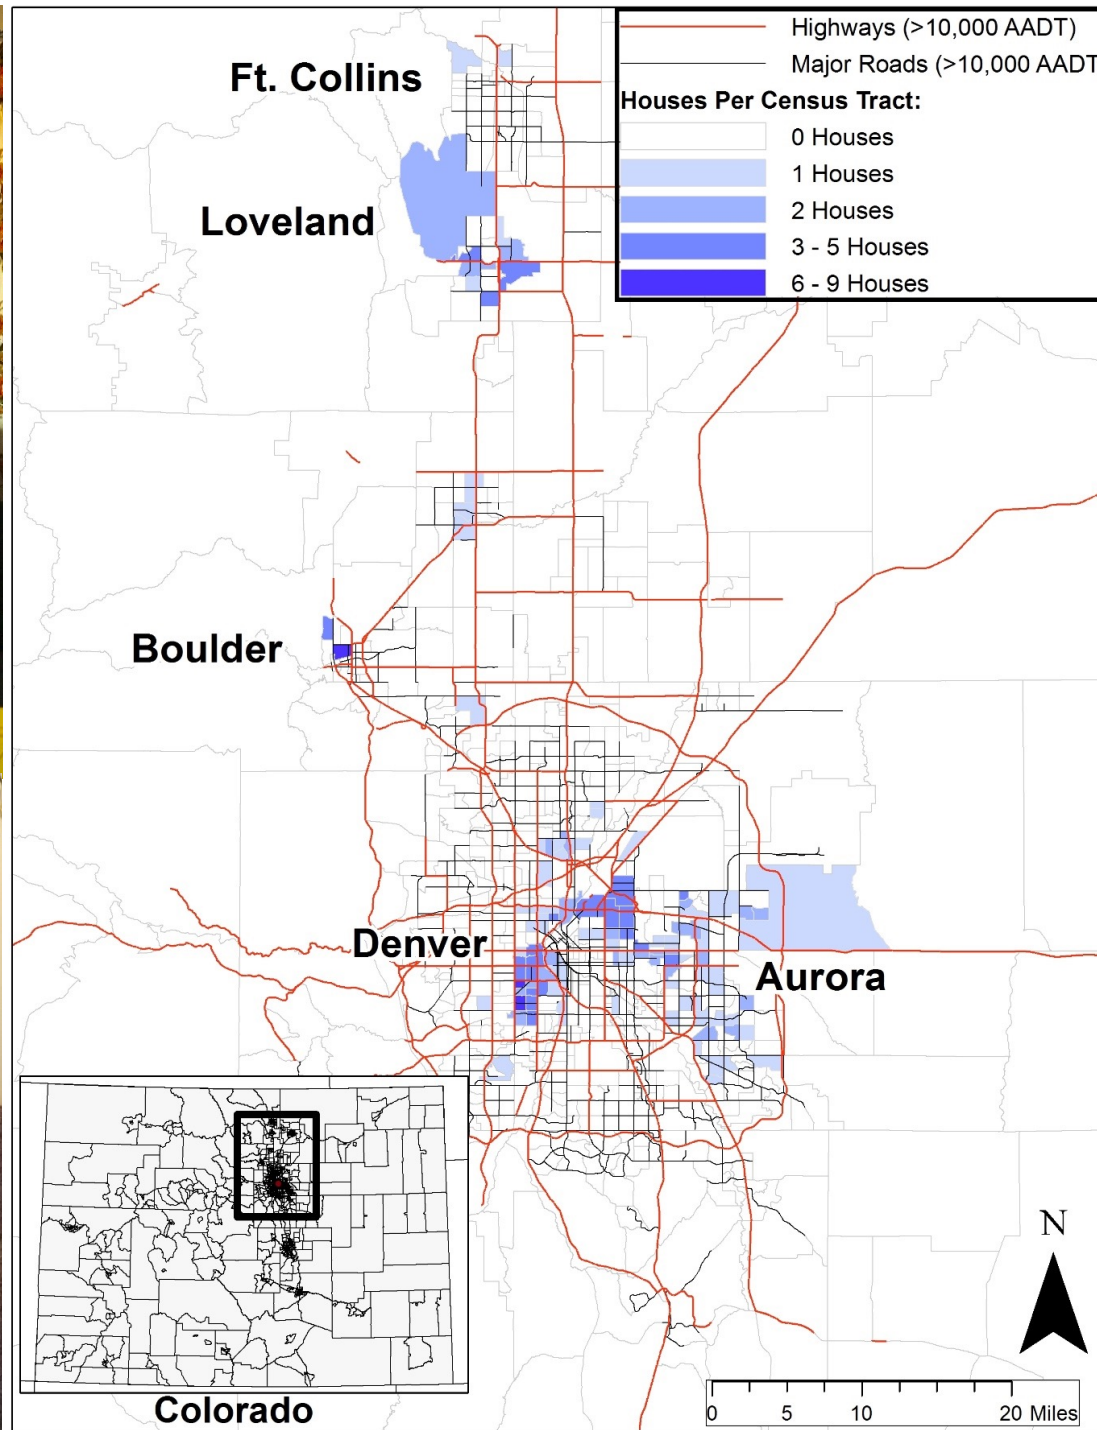 Highways (>10,000 AADT)
Major Roads (>10,000 AADT
Houses Per Census Tract:
0 Houses
1 Houses
2 Houses
3 - 5 Houses
6 - 9 Houses
Ft. Collins
Loveland
Boulder
Denver
Aurora
Colorado
N
0 5 10 20 Miles